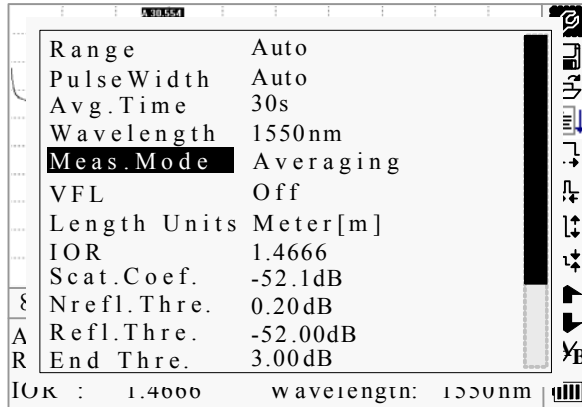 A 30.554
Range Auto
PulseWidth Auto
Avg.Time 30s
Wavelength 1550nm
Meas.Mode Averaging
VFL Off
Length Units Meter[m]
IOR 1.4666
Scat.Coef. -52.1dB
Nrefl.Thre. 0.20dB
Refl.Thre. -52.00dB
End Thre. 3.00dB
A
R
IOR : 1.4666 Wavelength: 1550nm